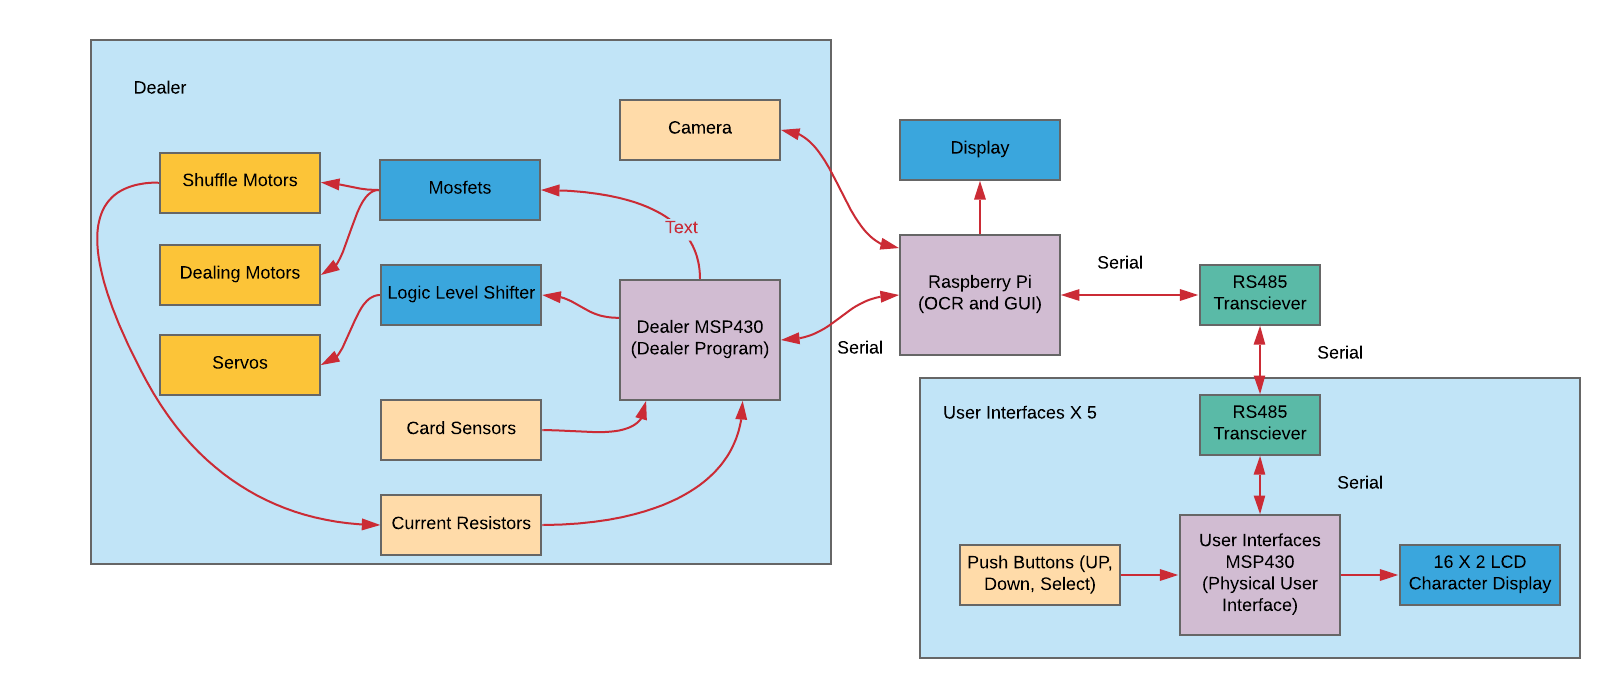 Dealer
Camera
Display
Shuffle Motors
Mosfets
Text
Dealing Motors
Logic Level Shifter
Raspberry Pi
(OCR and GUI)
Serial
RS485
Transciever
Dealer MSP430
(Dealer Program)
Serial
Serial
Servos
Card Sensors
Current Resistors
User Interfaces X 5
RS485
Transciever
Serial
Push Buttons (UP,
Down, Select)
User Interfaces
MSP430
(Physical User
Interface)
16 X 2 LCD
Character Display